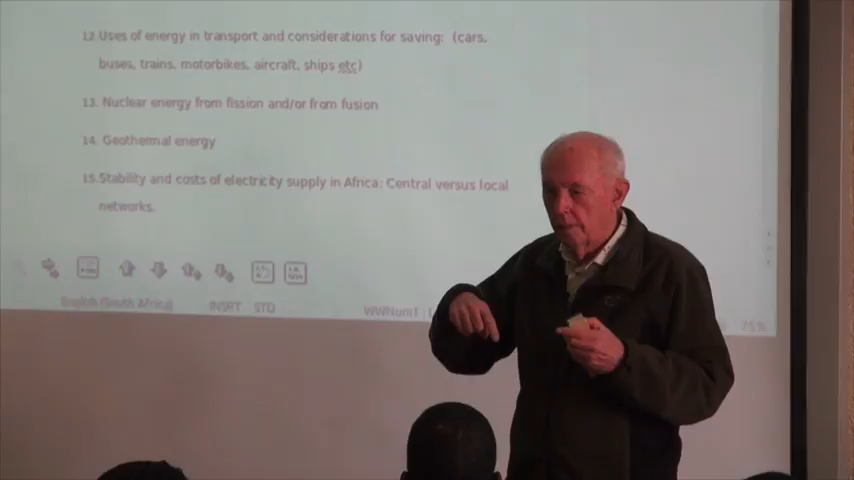 12.Uses of energy in transport and considerations for saving: (cars,
buses, trains, motorbikes, aircraft, ships etc)
13. Nuclear energy from fission and/or from fusion
14. Geothermal energy
15.Stability and costs of electricity supply in Africa: Central versus local
networks.
English (South Africa) INSRT STD WWNum1 : 75%